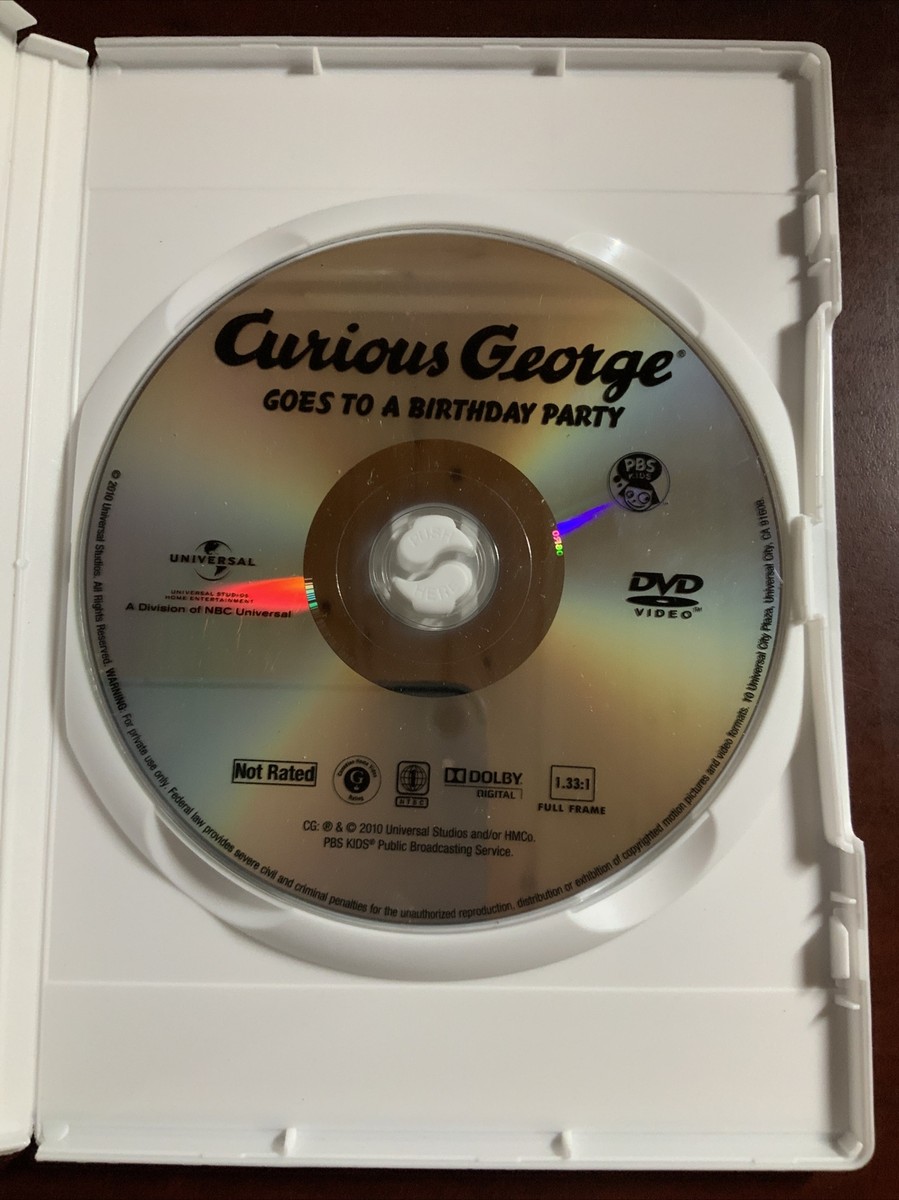 Curious George®
GOES TO A BIRTHDAY PARTY
PBS
KIDS
UNIVERSAL
UNIVERSAL STUDIOS
HOME ENTERTAINMENT
A Division of NBC Universal
PUSH
HERE
DVD
VIDEO™
Not Rated
G
DTSC
DOLBY
DIGITAL
1.33:1
FULL FRAME
CG: ® & © 2010 Universal Studios and/or HMCo.
PBS KIDS® Public Broadcasting Service.
© 2010 Universal Studios. All Rights Reserved. WARNING: For private use only. Federal law provides severe civil and criminal penalties for the unauthorized reproduction, distribution or exhibition of copyrighted motion pictures and video formats. 10 Universal City Plaza, Universal City, CA 91608.